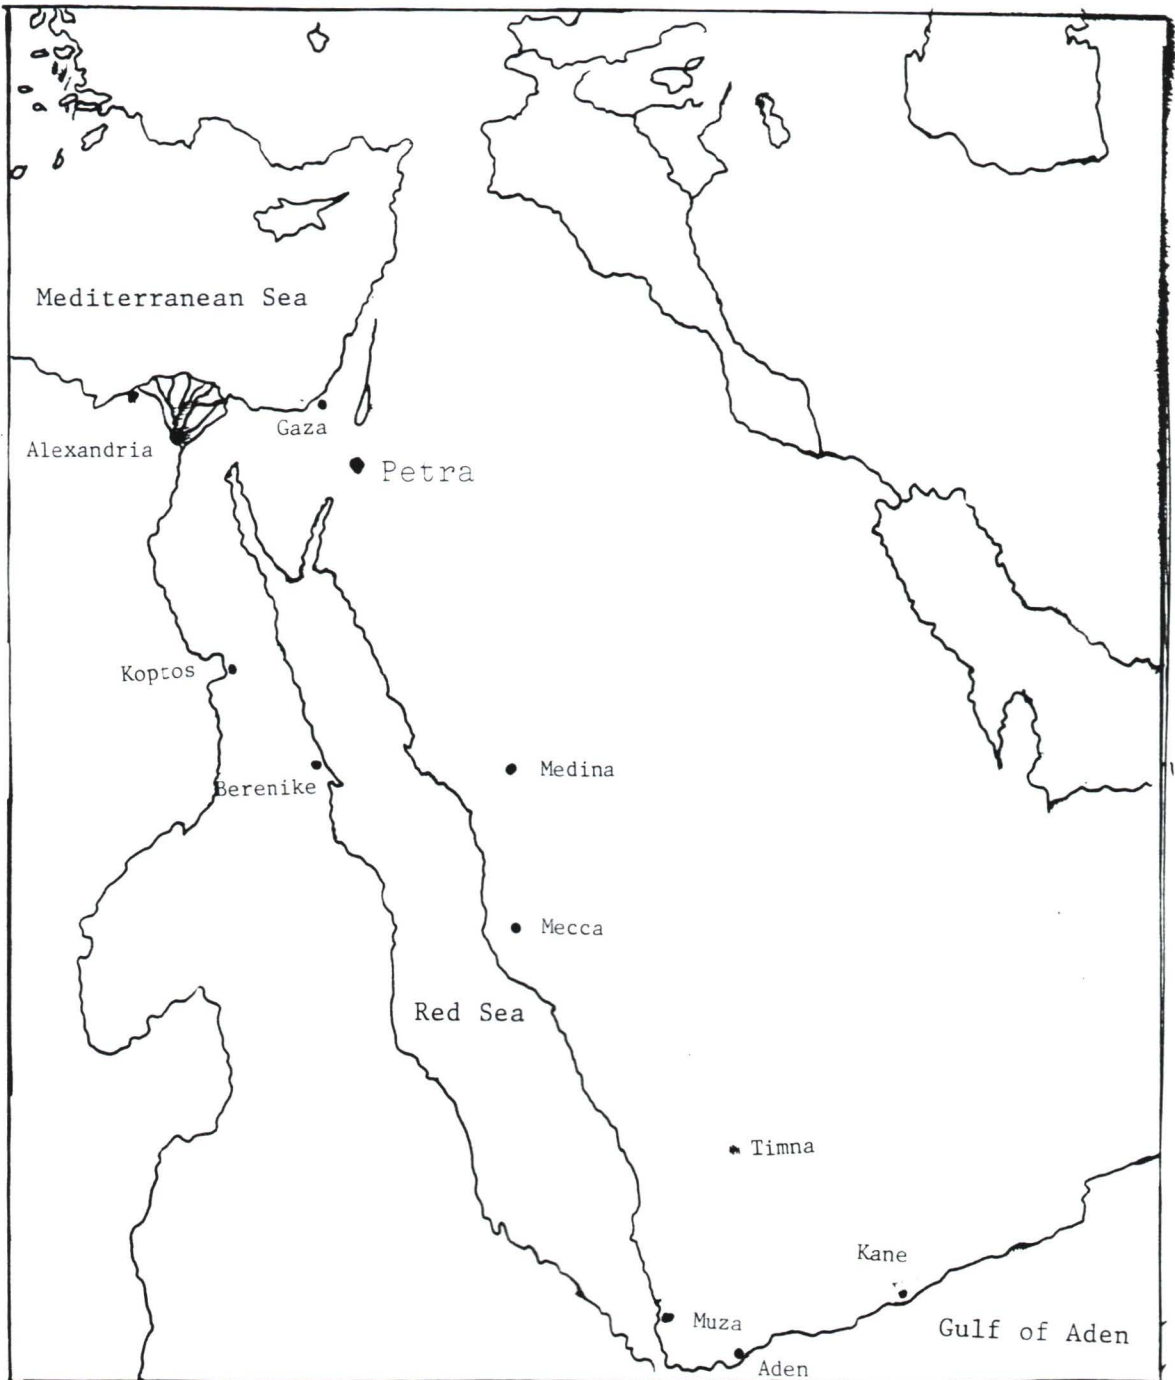 Mediterranean Sea
Gaza
Alexandria
Petra
Koptos
Medina
Berenike
Mecca
Red Sea
Timna
Kane
Muza
Gulf of Aden
Aden